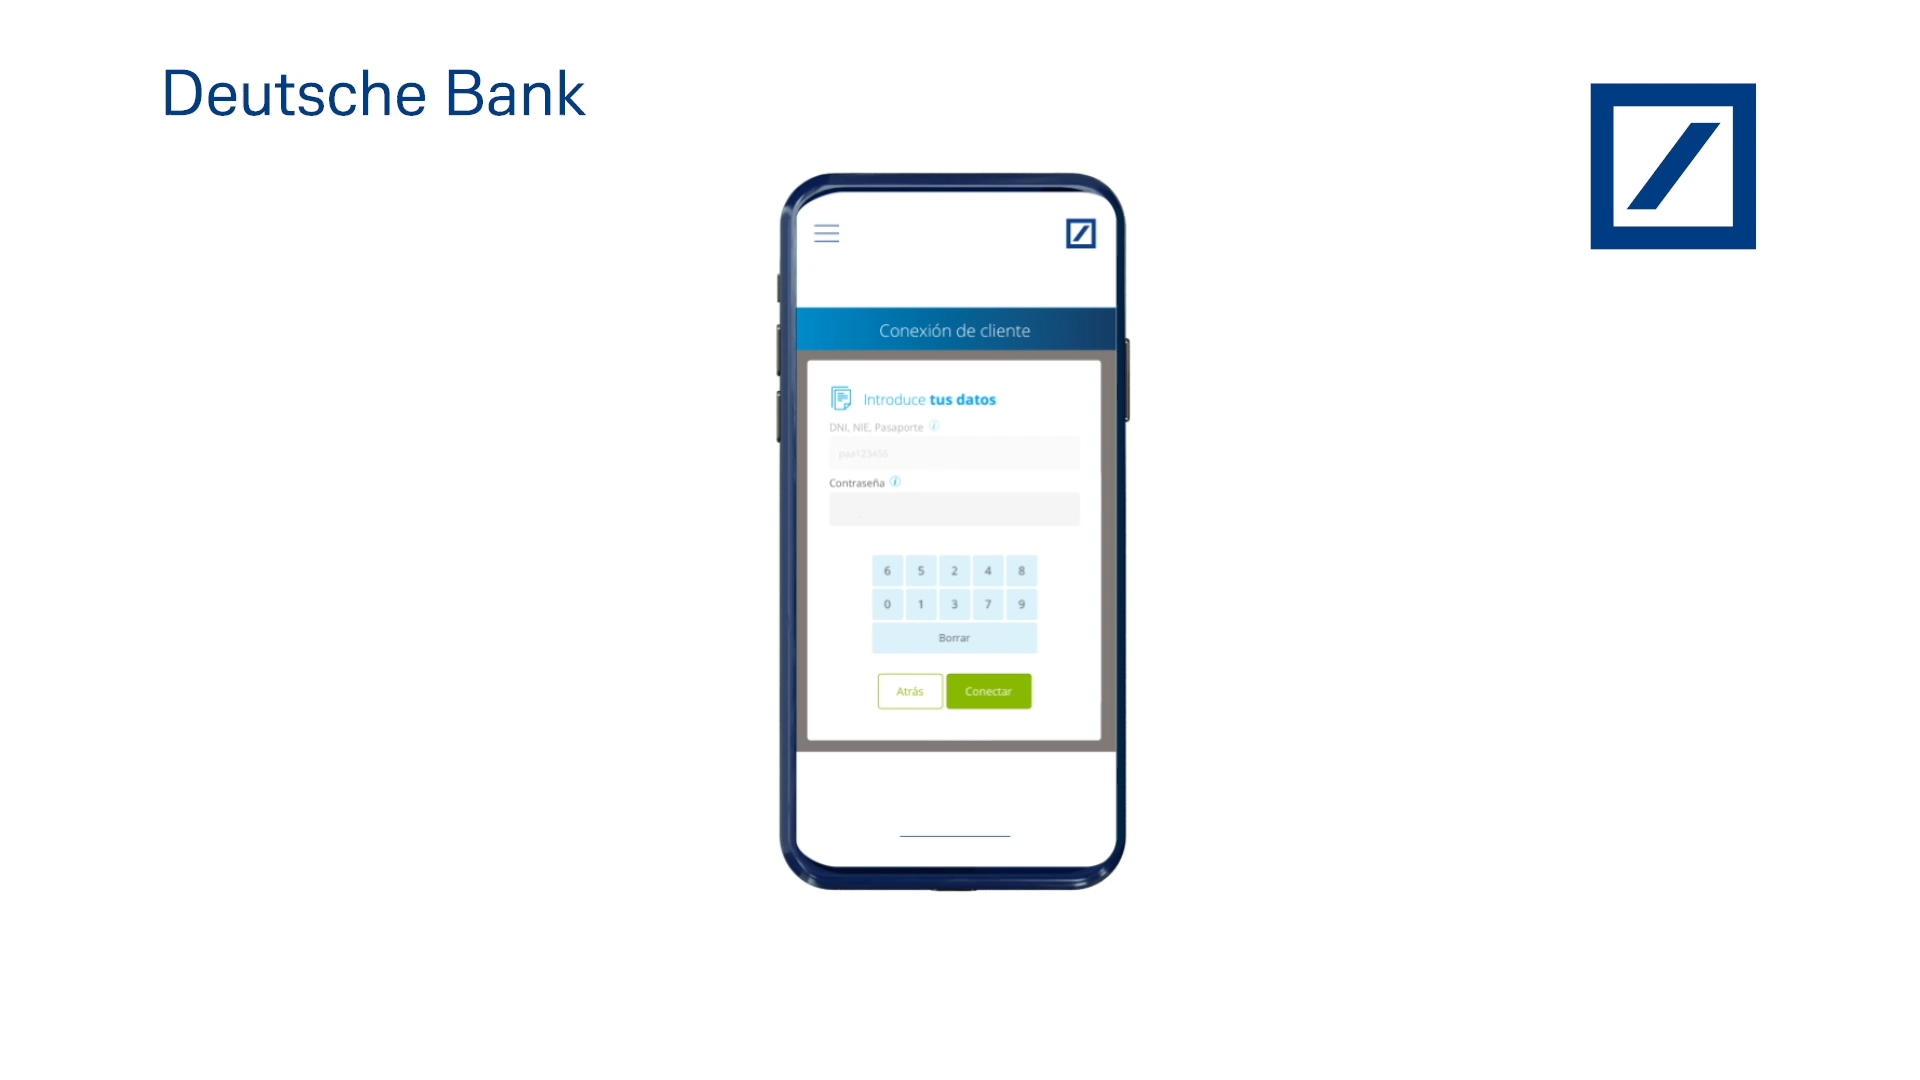 Deutsche Bank
Conexión de cliente
Introduce tus datos
DNI, NIE, Pasaporte
paa123456
Contraseña
6 5 2 4 8
0 1 3 7 9
Borrar
Atrás Conectar